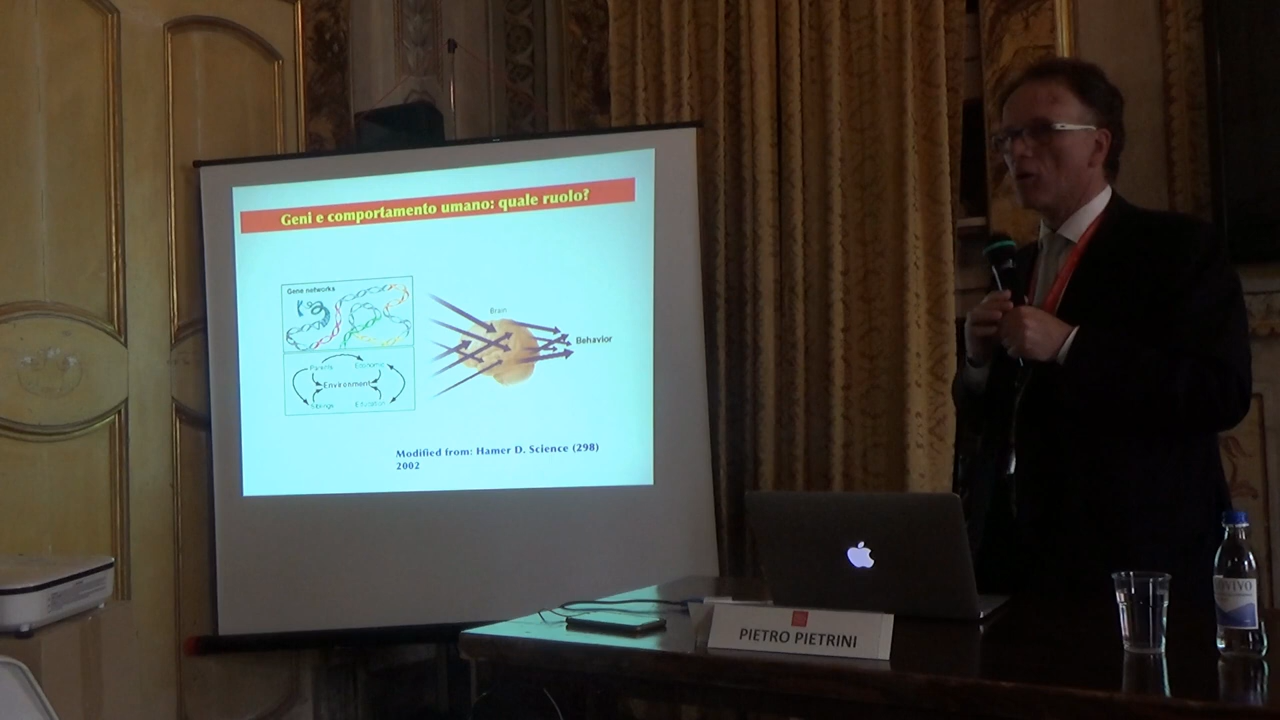 Geni e comportamento umano: quale ruolo?
Gene networks
Brain
Behavior
Parents
Economic
Environment
Siblings
Education
Modified from: Hamer D. Science (298)
2002
PIETRO PIETRINI